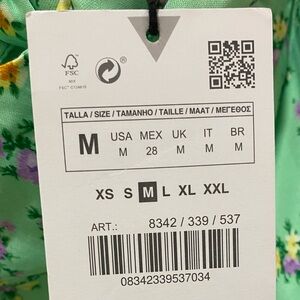 FSC
MIX
TALLA / SIZE / TAMANHO / TAILLE / MAAT / ΜΕΓΕΘΟΣ
M USA MEX UK IT BR
M 28 M M M
XS S M L XL XXL
ART.: 8342 / 339 / 537
08342339537034